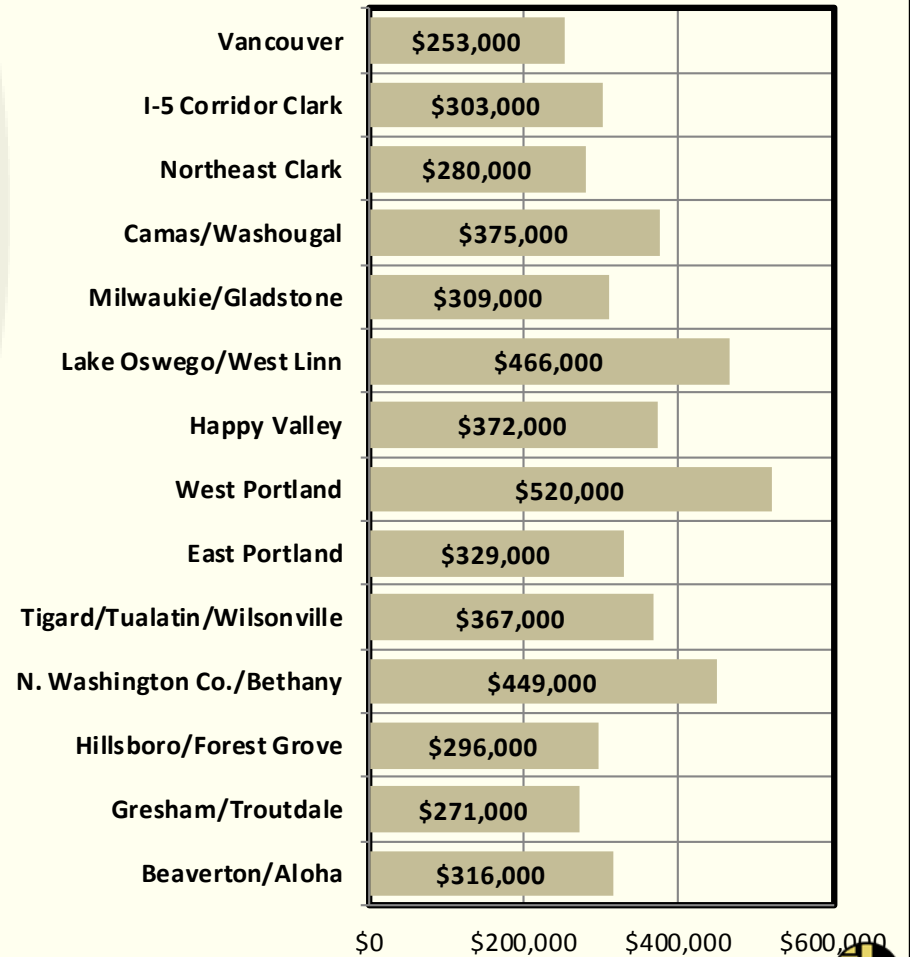 Vancouver $253,000
I-5 Corridor Clark $303,000
Northeast Clark $280,000
Camas/Washougal $375,000
Milwaukie/Gladstone $309,000
Lake Oswego/West Linn $466,000
Happy Valley $372,000
West Portland $520,000
East Portland $329,000
Tigard/Tualatin/Wilsonville $367,000
N. Washington Co./Bethany $449,000
Hillsboro/Forest Grove $296,000
Gresham/Troutdale $271,000
Beaverton/Aloha $316,000
$0 $200,000 $400,000 $600,000